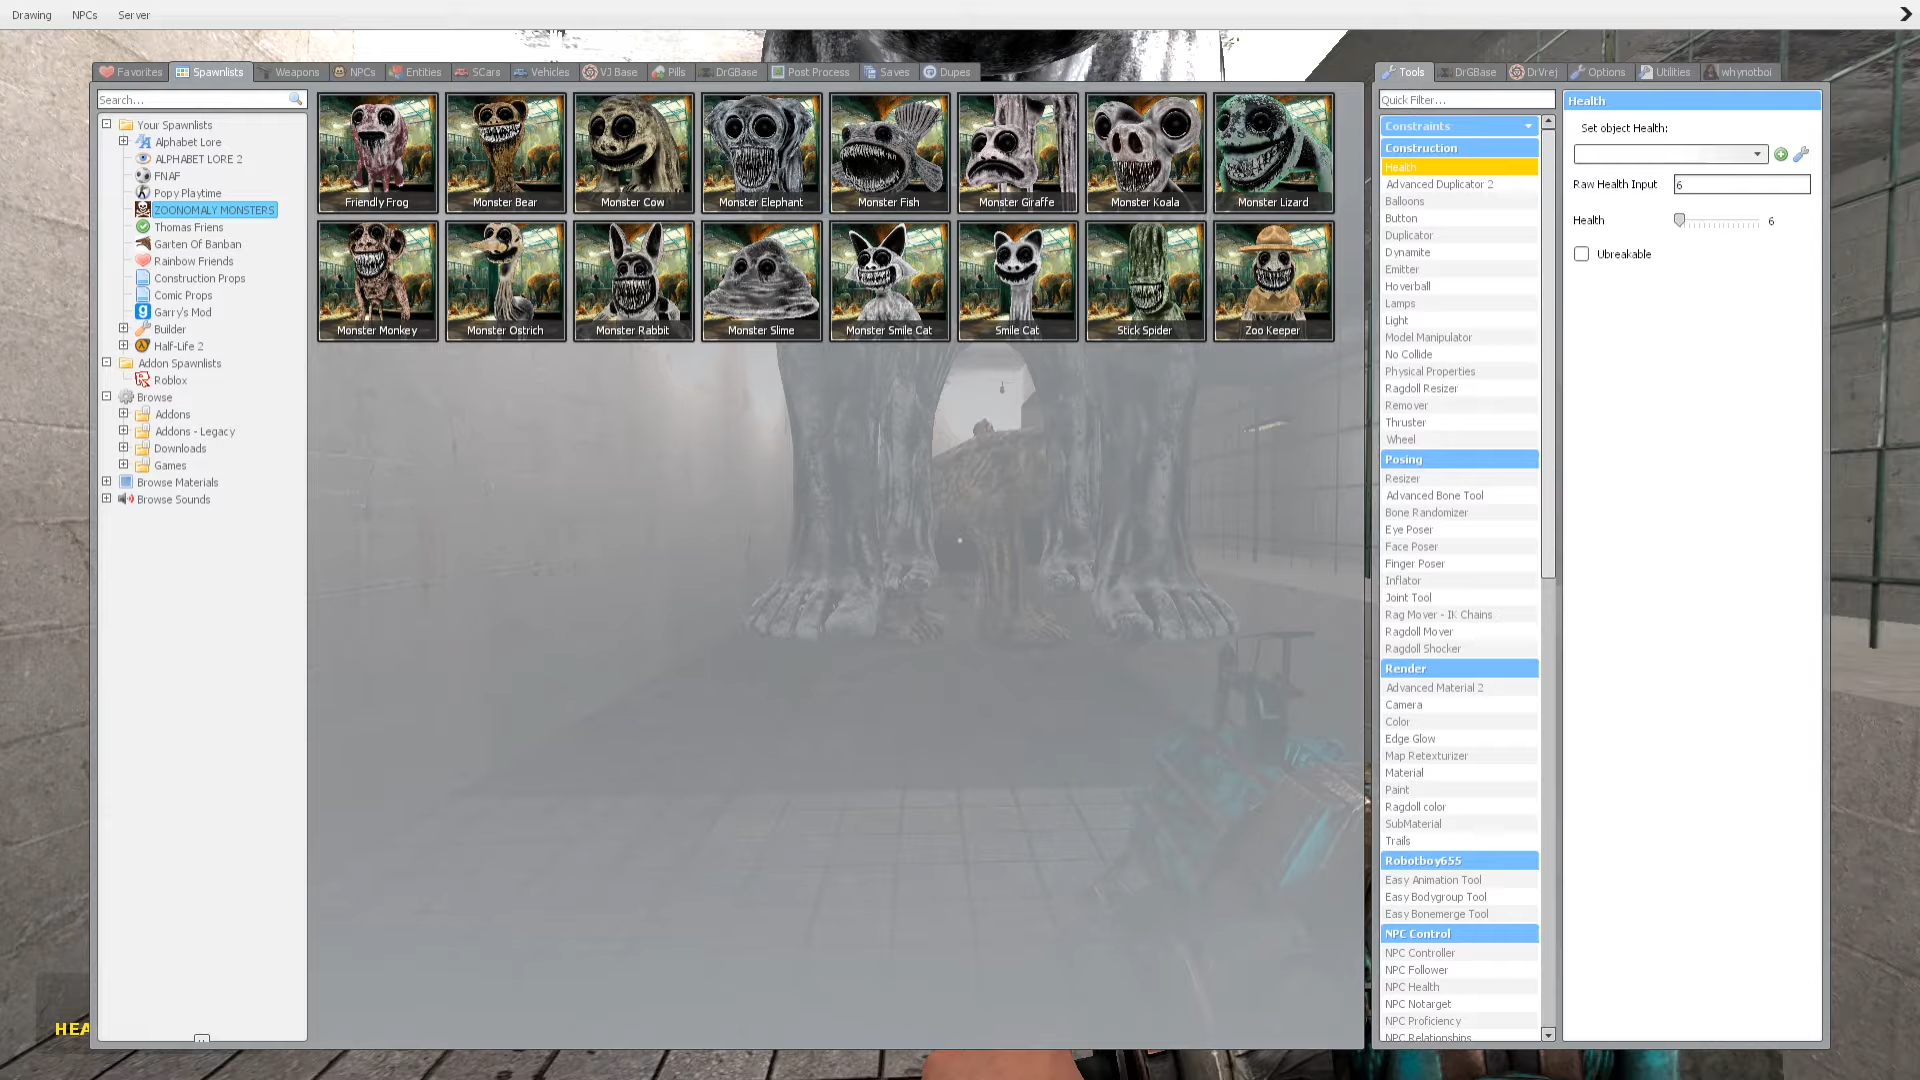 Drawing NPCs Server
Favorites Spawnlists Weapons NPCs Entities SCars Vehicles VJ Base Pills DrGBase Post Process Saves Dupes
Search...
Your Spawnlists
Alphabet Lore
ALPHABET LORE 2
FNAF
Popy Playtime
ZOONOMALY MONSTERS
Thomas Friens
Garten Of Banban
Rainbow Friends
Construction Props
Comic Props
Garry's Mod
Builder
Half-Life 2
Addon Spawnlists
Roblox
Browse
Addons
Addons - Legacy
Downloads
Games
Browse Materials
Browse Sounds
Friendly Frog Monster Bear Monster Cow Monster Elephant Monster Fish Monster Giraffe Monster Koala Monster Lizard
Monster Monkey Monster Ostrich Monster Rabbit Monster Slime Monster Smile Cat Smile Cat Stick Spider Zoo Keeper
Tools DrGBase DrVrej Options Utilities whynotboi
Quick Filter...
Constraints
Construction
Health
Advanced Duplicator 2
Balloons
Button
Duplicator
Dynamite
Emitter
Hoverball
Lamps
Light
Model Manipulator
No Collide
Physical Properties
Ragdoll Resizer
Remover
Thruster
Wheel
Posing
Resizer
Advanced Bone Tool
Bone Randomizer
Eye Poser
Face Poser
Finger Poser
Inflator
Joint Tool
Rag Mover - IK Chains
Ragdoll Mover
Ragdoll Shocker
Render
Advanced Material 2
Camera
Color
Edge Glow
Map Retexturizer
Material
Paint
Ragdoll color
SubMaterial
Trails
Robotboy655
Easy Animation Tool
Easy Bodygroup Tool
Easy Bonemerge Tool
NPC Control
NPC Controller
NPC Follower
NPC Health
NPC Notarget
NPC Proficiency
NPC Relationships
Health
Set object Health:
Raw Health Input 6
Health 6
Ubreakable
HEA